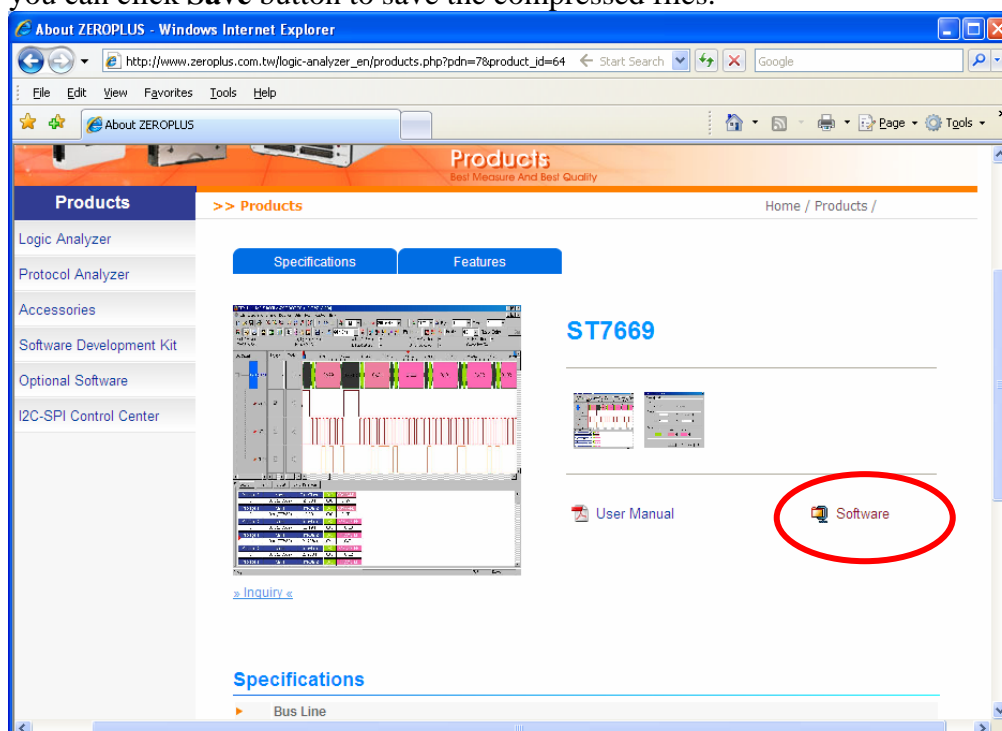 you can click Save button to save the compressed files.
About ZEROPLUS - Windows Internet Explorer
http://www.zeroplus.com.tw/logic-analyzer_en/products.php?pdn=7&product_id=64
Start Search
Google
File Edit View Favorites Tools Help
About ZEROPLUS
Page Tools
Products
Best Measure And Best Quality
Products
>> Products
Home / Products /
Logic Analyzer
Protocol Analyzer
Accessories
Software Development Kit
Optional Software
I2C-SPI Control Center
Specifications
Features
ST7669
User Manual
Software
» Inquiry «
Specifications
Bus Line